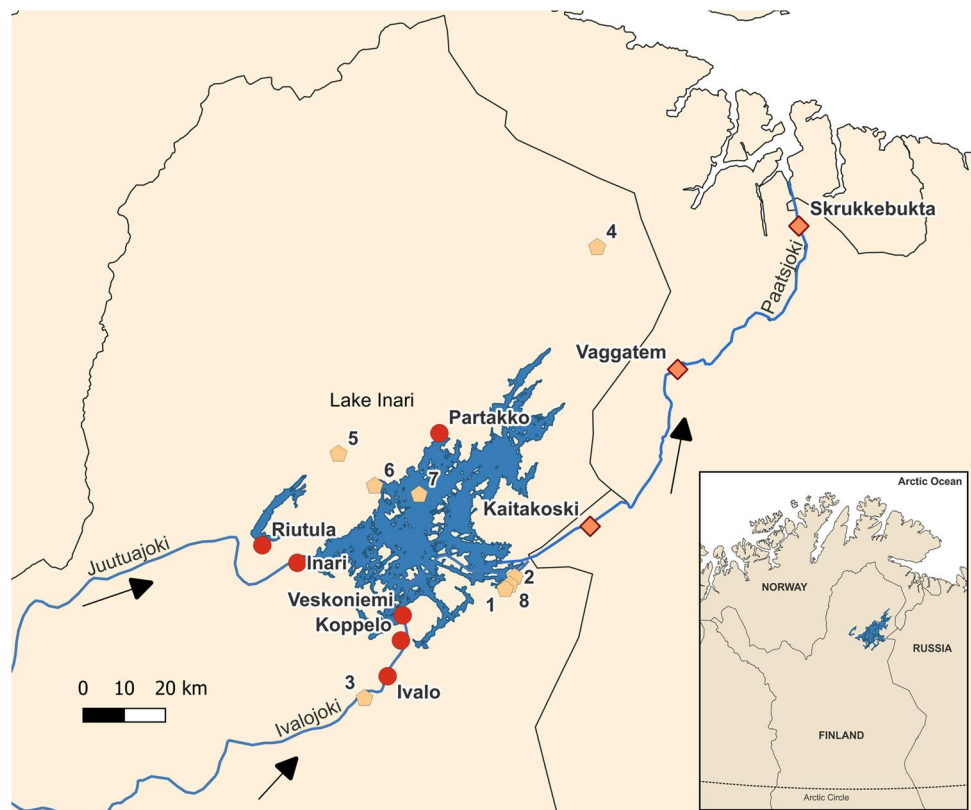 Skrukkebukta
4
Paatsjoki
Vaggatem
Lake Inari
Partakko
5
6
7
Kaitakoski
Riutula
Inari
Juutuajoki
2
1
8
Veskoniemi
Koppelo
3
Ivalo
Ivalojoki
0 10 20 km
Arctic Ocean
NORWAY
RUSSIA
FINLAND
Arctic Circle